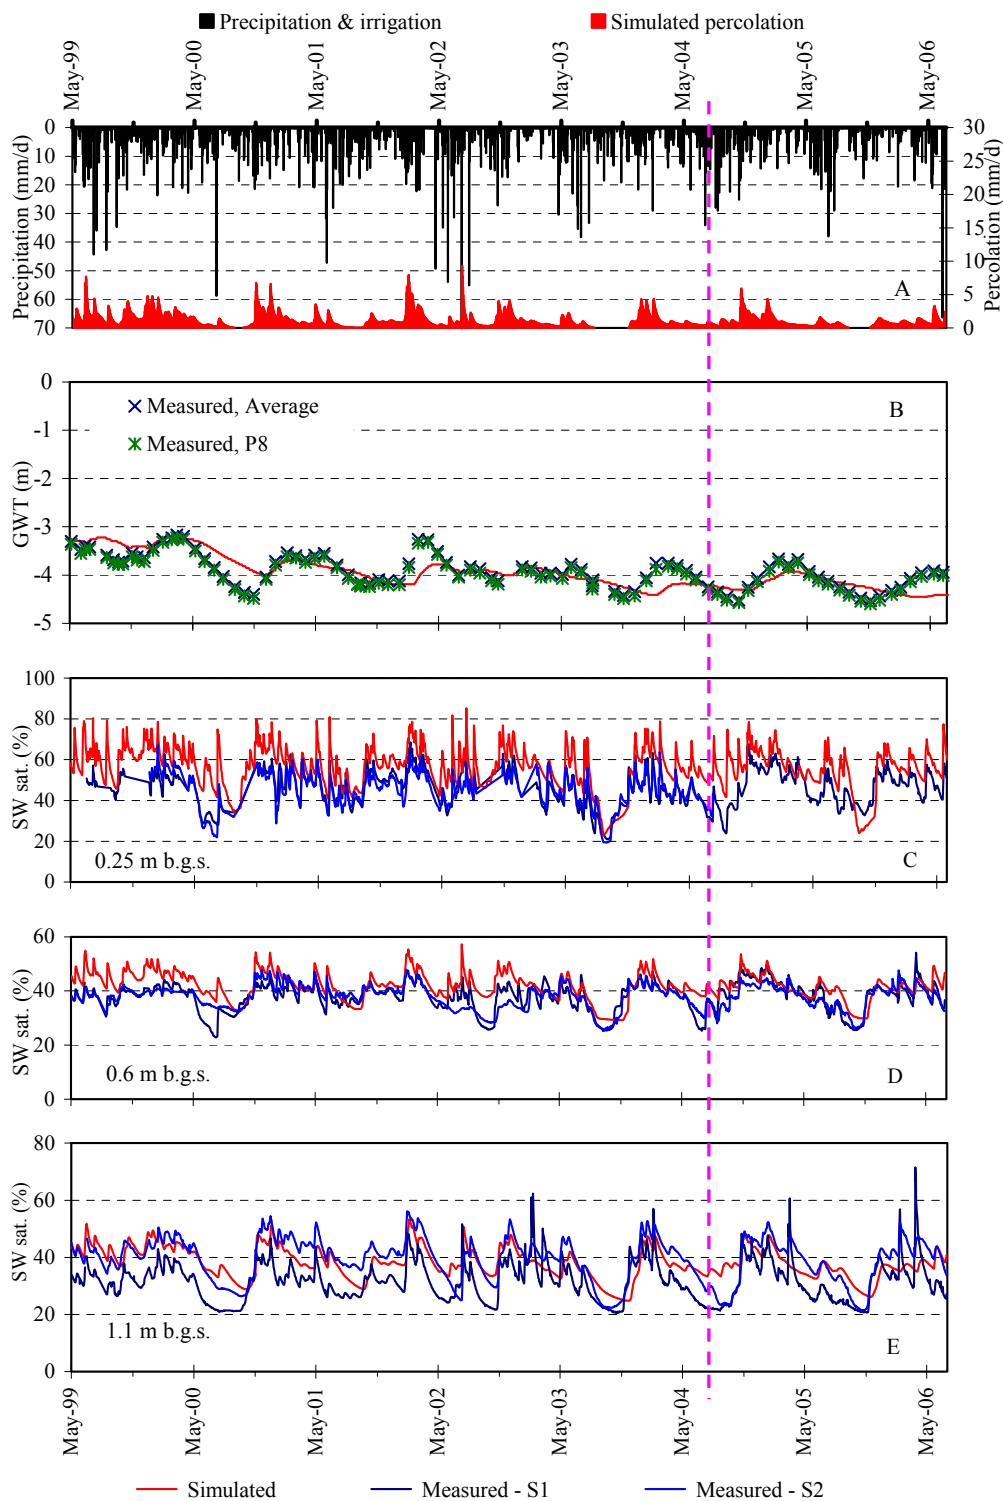 Precipitation & irrigation Simulated percolation
May-99 May-00 May-01 May-02 May-03 May-04 May-05 May-06
Precipitation (mm/d)
0
10
20
30
40
50
60
70
30
25
20
15
10
5
0
Percolation (mm/d)
A
GWT (m)
0
-1
-2
-3
-4
-5
Measured, Average
Measured, P8
B
SW sat. (%)
100
80
60
40
20
0
0.25 m b.g.s.
C
SW sat. (%)
60
40
20
0
0.6 m b.g.s.
D
SW sat. (%)
80
60
40
20
0
1.1 m b.g.s.
E
May-99 May-00 May-01 May-02 May-03 May-04 May-05 May-06
Simulated Measured - S1 Measured - S2